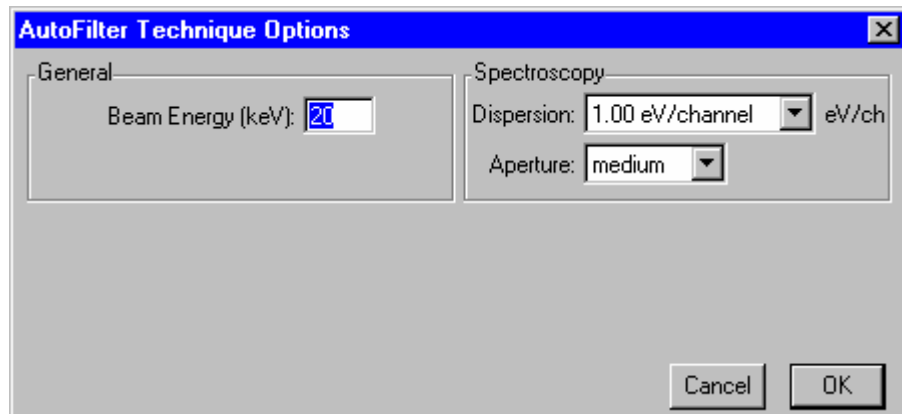 AutoFilter Technique Options
General
Beam Energy (keV): 20
Spectroscopy
Dispersion: 1.00 eV/channel eV/ch
Aperture: medium
Cancel OK